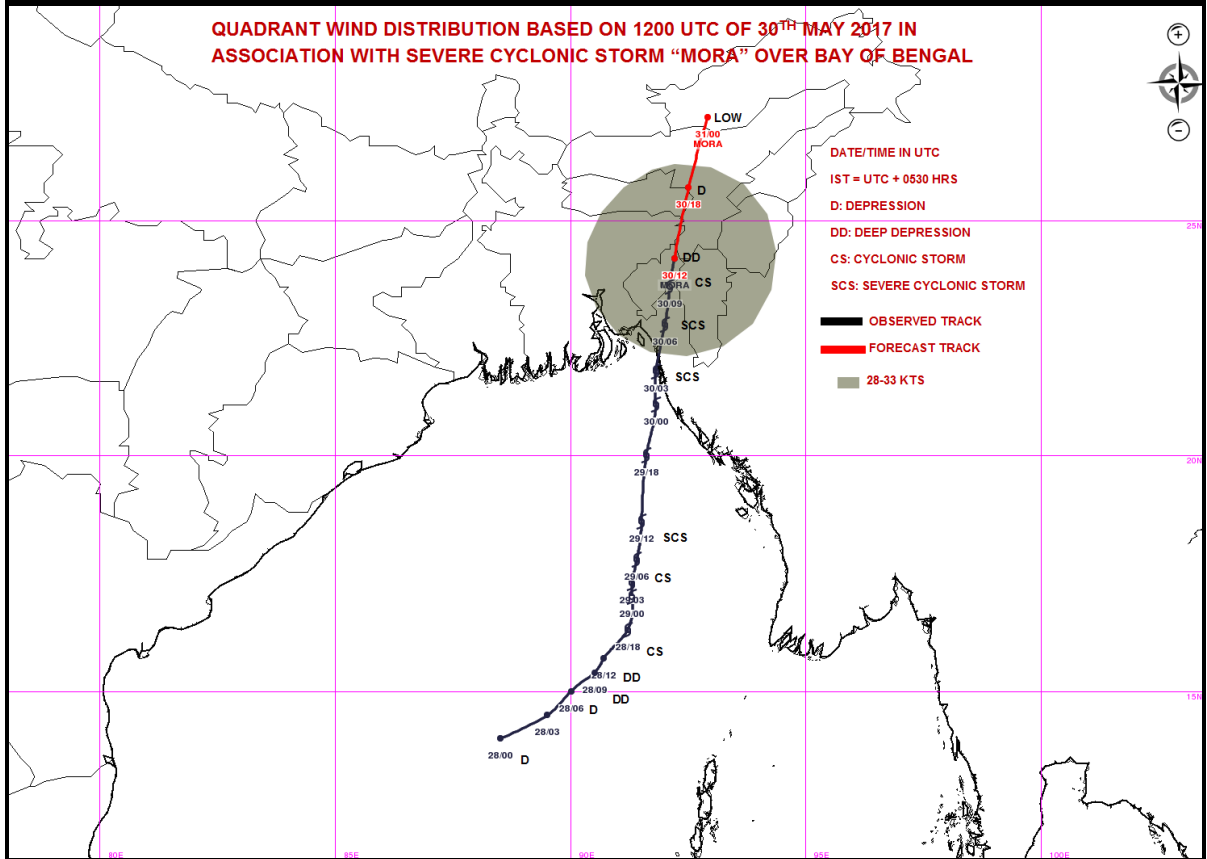 QUADRANT WIND DISTRIBUTION BASED ON 1200 UTC OF 30TH MAY 2017 IN
ASSOCIATION WITH SEVERE CYCLONIC STORM “MORA” OVER BAY OF BENGAL
LOW
31/00
MORA
DATE/TIME IN UTC
IST = UTC + 0530 HRS
D: DEPRESSION
DD: DEEP DEPRESSION
CS: CYCLONIC STORM
SCS: SEVERE CYCLONIC STORM
OBSERVED TRACK
FORECAST TRACK
28-33 KTS
D
30/18
25N
DD
30/12
MORA
CS
30/09
SCS
30/06
SCS
30/03
30/00
20N
29/18
29/12
SCS
29/06
CS
29/03
29/00
28/18
CS
28/12
DD
28/09
DD
15N
28/06
D
28/03
28/00
D
80E
85E
90E
95E
100E